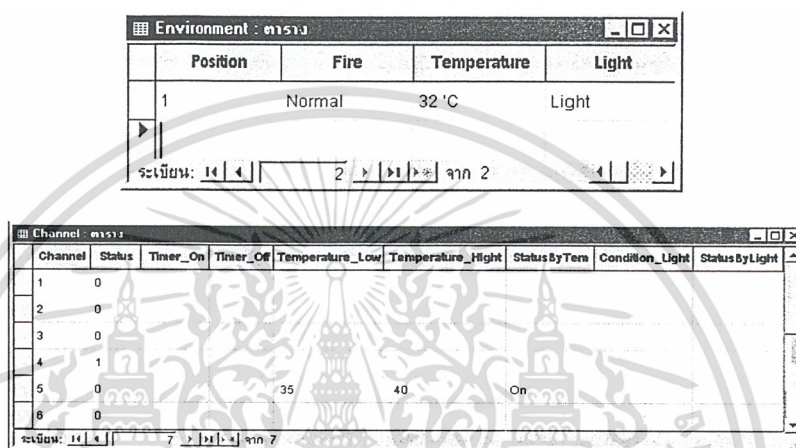 Environment : ตาราง
Position Fire Temperature Light
1 Normal 32 'C Light
ระเบียน: 2 จาก 2
Channel : ตาราง
Channel Status Timer_On Timer_Off Temperature_Low Temperature_Hight StatusByTem Condition_Light StatusByLight
1 0
2 0
3 0
4 1
5 0 35 40 On
6 0
ระเบียน: 7 จาก 7